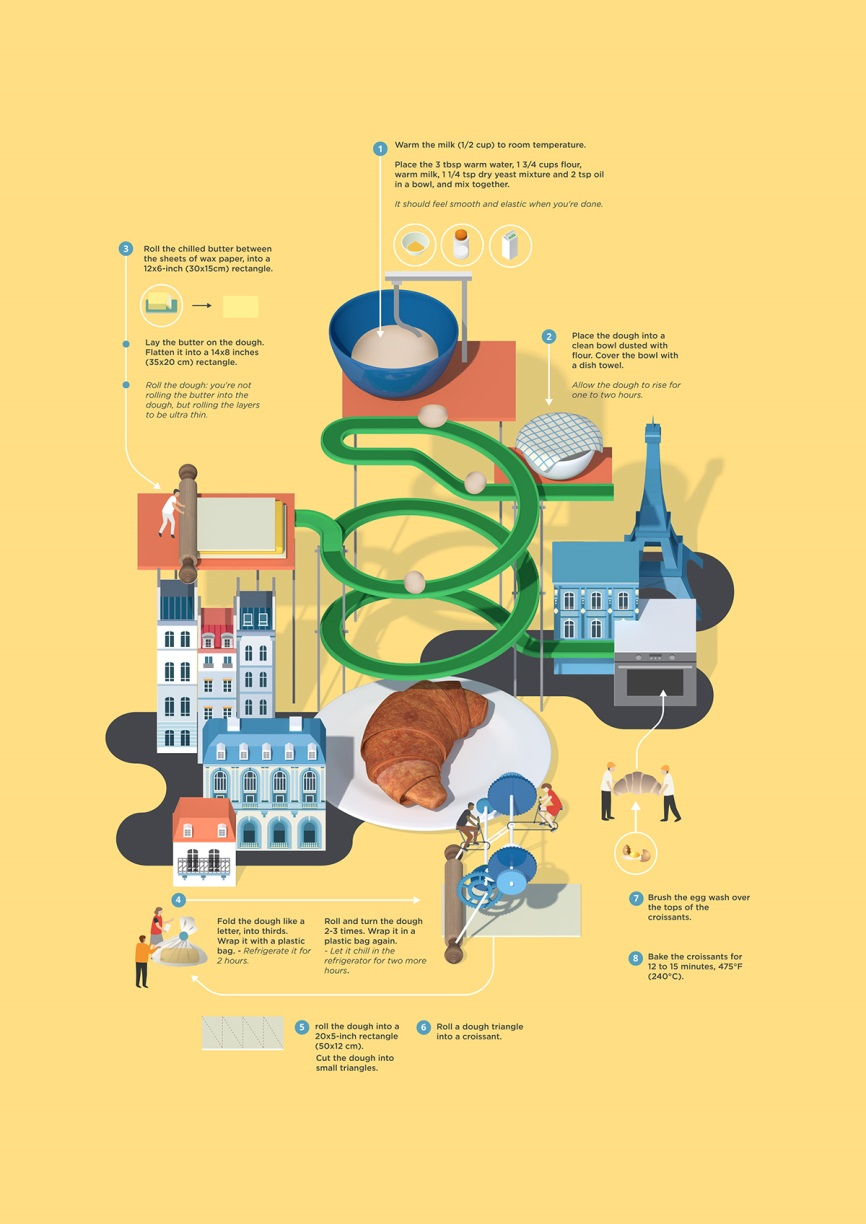 1
Warm the milk (1/2 cup) to room temperature.
Place the 3 tbsp warm water, 1 3/4 cups flour,
warm milk, 1 1/4 tsp dry yeast mixture and 2 tsp oil
in a bowl, and mix together.
It should feel smooth and elastic when you're done.
2
Place the dough into a
clean bowl dusted with
flour. Cover the bowl with
a dish towel.
Allow the dough to rise for
one to two hours.
3
Roll the chilled butter between
the sheets of wax paper, into a
12x6-inch (30x15cm) rectangle.
Lay the butter on the dough.
Flatten it into a 14x8 inches
(35x20 cm) rectangle.
Roll the dough: you're not
rolling the butter into the
dough, but rolling the layers
to be ultra thin.
4
Fold the dough like a
letter, into thirds.
Wrap it with a plastic
bag. - Refrigerate it for
2 hours.
Roll and turn the dough
2-3 times. Wrap it in a
plastic bag again.
- Let it chill in the
refrigerator for two more
hours.
5
roll the dough into a
20x5-inch rectangle
(50x12 cm).
Cut the dough into
small triangles.
6
Roll a dough triangle
into a croissant.
7
Brush the egg wash over
the tops of the
croissants.
8
Bake the croissants for
12 to 15 minutes, 475°F
(240°C).